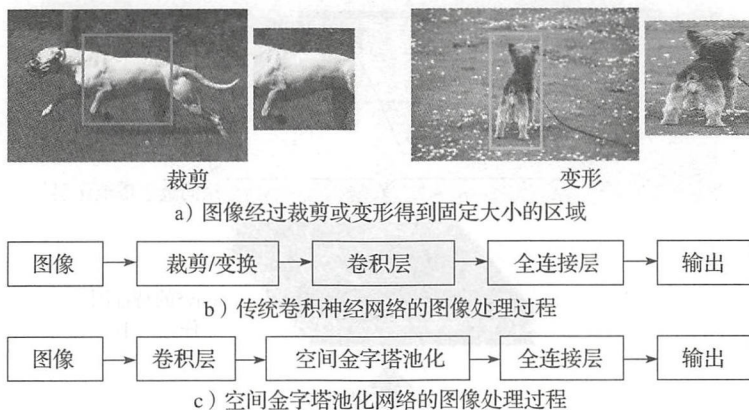 裁剪 变形
a）图像经过裁剪或变形得到固定大小的区域
图像 裁剪/变换 卷积层 全连接层 输出
b）传统卷积神经网络的图像处理过程
图像 卷积层 空间金字塔池化 全连接层 输出
c）空间金字塔池化网络的图像处理过程